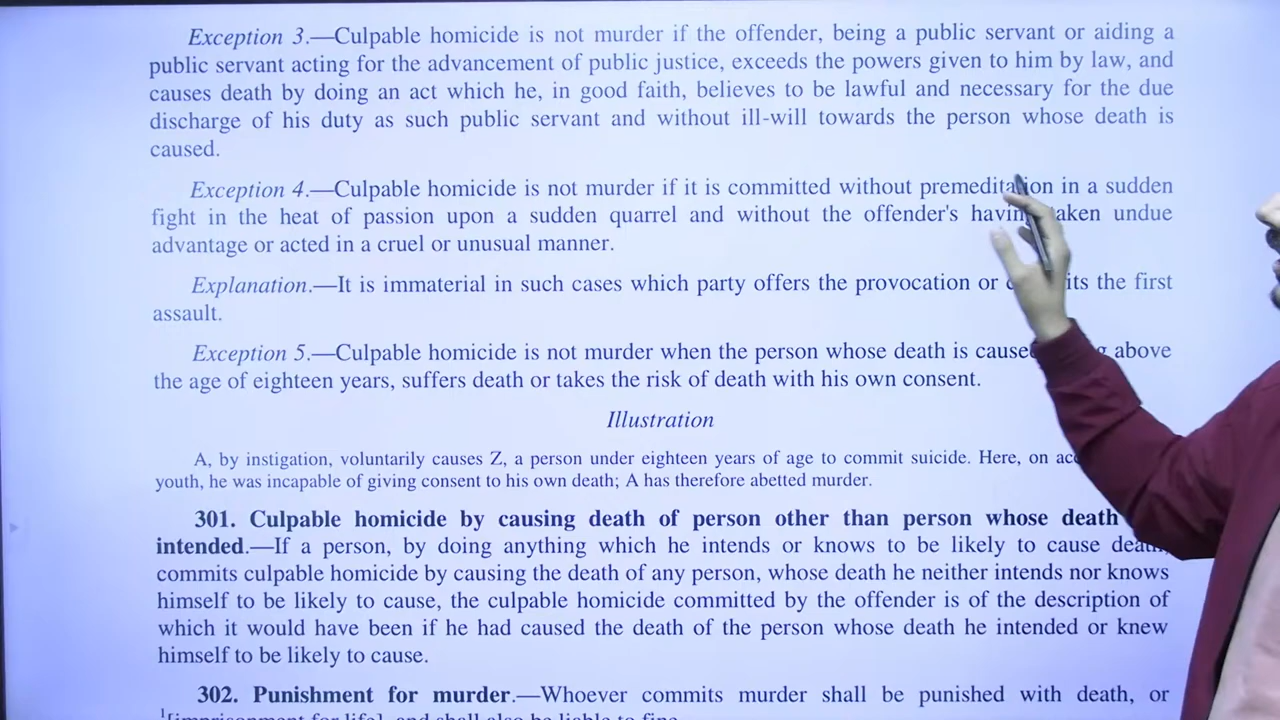 Exception 3.—Culpable homicide is not murder if the offender, being a public servant or aiding a
public servant acting for the advancement of public justice, exceeds the powers given to him by law, and
causes death by doing an act which he, in good faith, believes to be lawful and necessary for the due
discharge of his duty as such public servant and without ill-will towards the person whose death is
caused.
Exception 4.—Culpable homicide is not murder if it is committed without premeditation in a sudden
fight in the heat of passion upon a sudden quarrel and without the offender's having taken undue
advantage or acted in a cruel or unusual manner.
Explanation.—It is immaterial in such cases which party offers the provocation or the first
assault.
Exception 5.—Culpable homicide is not murder when the person whose death is caused, above
the age of eighteen years, suffers death or takes the risk of death with his own consent.
Illustration
A, by instigation, voluntarily causes Z, a person under eighteen years of age to commit suicide. Here, on
youth, he was incapable of giving consent to his own death; A has therefore abetted murder.
301. Culpable homicide by causing death of person other than person whose death
intended.—If a person, by doing anything which he intends or knows to be likely to cause death,
commits culpable homicide by causing the death of any person, whose death he neither intends nor knows
himself to be likely to cause, the culpable homicide committed by the offender is of the description of
which it would have been if he had caused the death of the person whose death he intended or knew
himself to be likely to cause.
302. Punishment for murder.—Whoever commits murder shall be punished with death, or
1[imprisonment for life], and shall also be liable to fine.